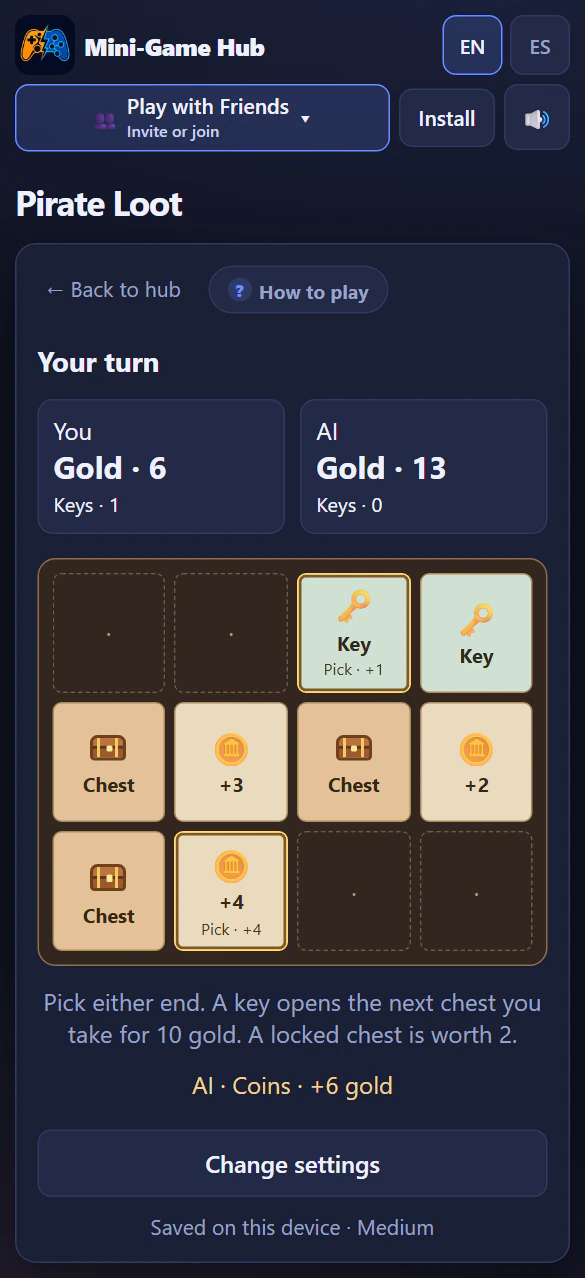 Mini-Game Hub
EN
ES
Play with Friends
Invite or join
Install
Pirate Loot
← Back to hub
? How to play
Your turn
You
Gold · 6
Keys · 1
AI
Gold · 13
Keys · 0
Key
Pick · +1
Key
Chest
+3
Chest
+2
Chest
+4
Pick · +4
Pick either end. A key opens the next chest you
take for 10 gold. A locked chest is worth 2.
AI · Coins · +6 gold
Change settings
Saved on this device · Medium